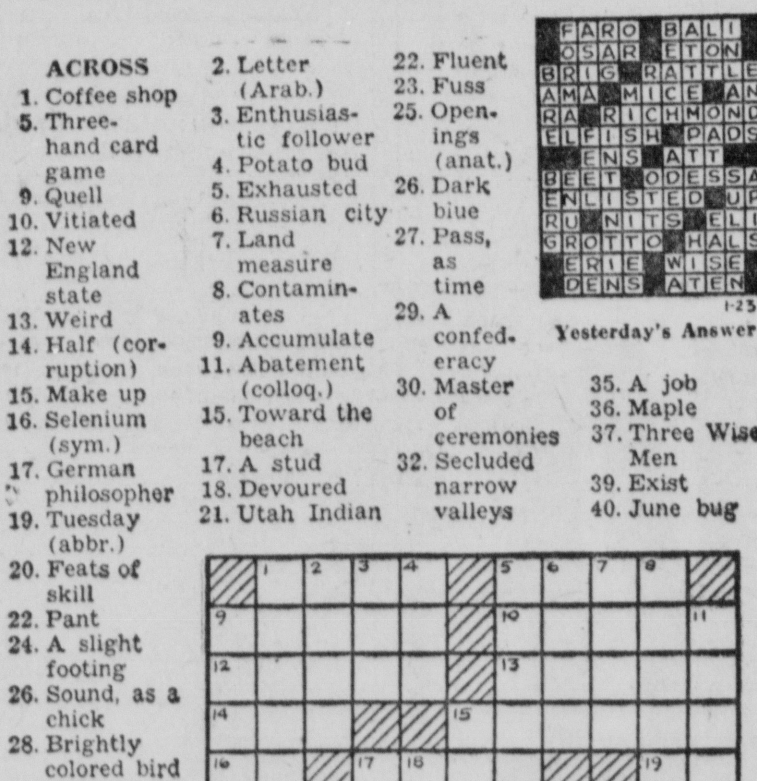 ACROSS
1. Coffee shop
5. Three-
hand card
game
9. Quell
10. Vitiated
12. New
England
state
13. Weird
14. Half (cor-
ruption)
15. Make up
16. Selenium
(sym.)
17. German
philosopher
19. Tuesday
(abbr.)
20. Feats of
skill
22. Pant
24. A slight
footing
26. Sound, as a
chick
28. Brightly
colored bird
2. Letter
(Arab.)
3. Enthusias-
tic follower
4. Potato bud
5. Exhausted
6. Russian city
7. Land
measure
8. Contamin-
ates
9. Accumulate
11. Abatement
(colloq.)
15. Toward the
beach
17. A stud
18. Devoured
21. Utah Indian
22. Fluent
23. Fuss
25. Open-
ings
(anat.)
26. Dark
blue
27. Pass,
as
time
29. A
confed-
eracy
30. Master
of
ceremonies
32. Secluded
narrow
valleys
FARO BALI
OSAR ETON
BRIG RATTLE
AMA MICE AN
RA RICHMOND
ELFISH PADS
ENS ATT
BEET ODESSA
ENLISTED UP
RU NITS ELI
GROTTO HALS
ERIE WISE
DENS ATEN
1-23
Yesterday's Answer
35. A job
36. Maple
37. Three Wise
Men
39. Exist
40. June bug
1 2 3 4 5 6 7 8
9 10 11
12 13
14 15
16 17 18 19